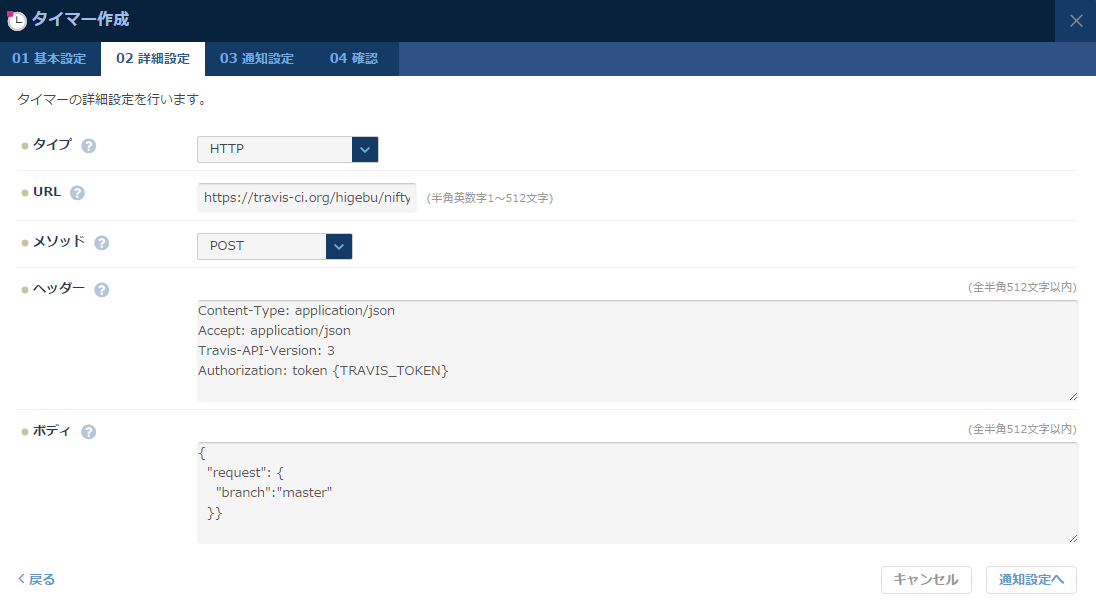 タイマー作成
01 基本設定 02 詳細設定 03 通知設定 04 確認
タイマーの詳細設定を行います。
タイプ ? HTTP
URL ? https://travis-ci.org/higebu/nifty (半角英数字1～512文字)
メソッド ? POST
ヘッダー ? (全半角512文字以内)
Content-Type: application/json
Accept: application/json
Travis-API-Version: 3
Authorization: token {TRAVIS_TOKEN}
ボディ ? (全半角512文字以内)
{
"request": {
"branch":"master"
}}
戻る キャンセル 通知設定へ